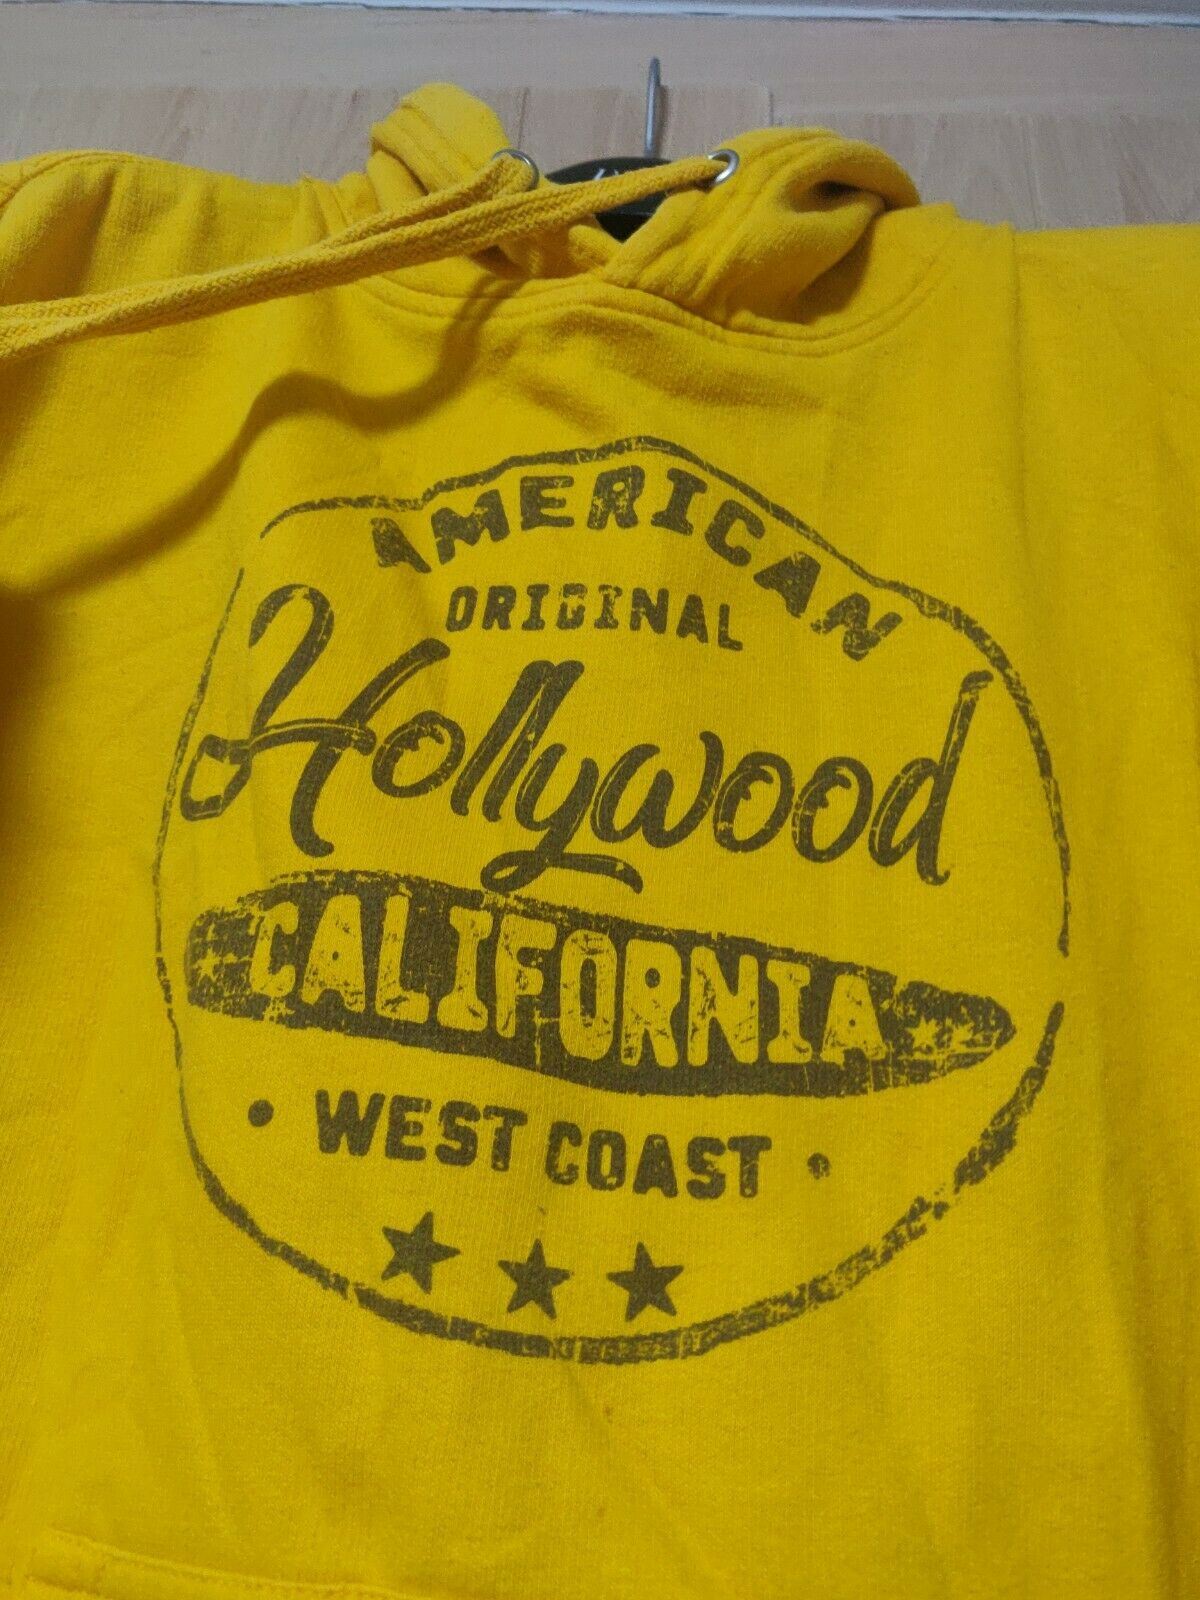 AMERICAN
ORIGINAL
Hollywood
CALIFORNIA
• WEST COAST •